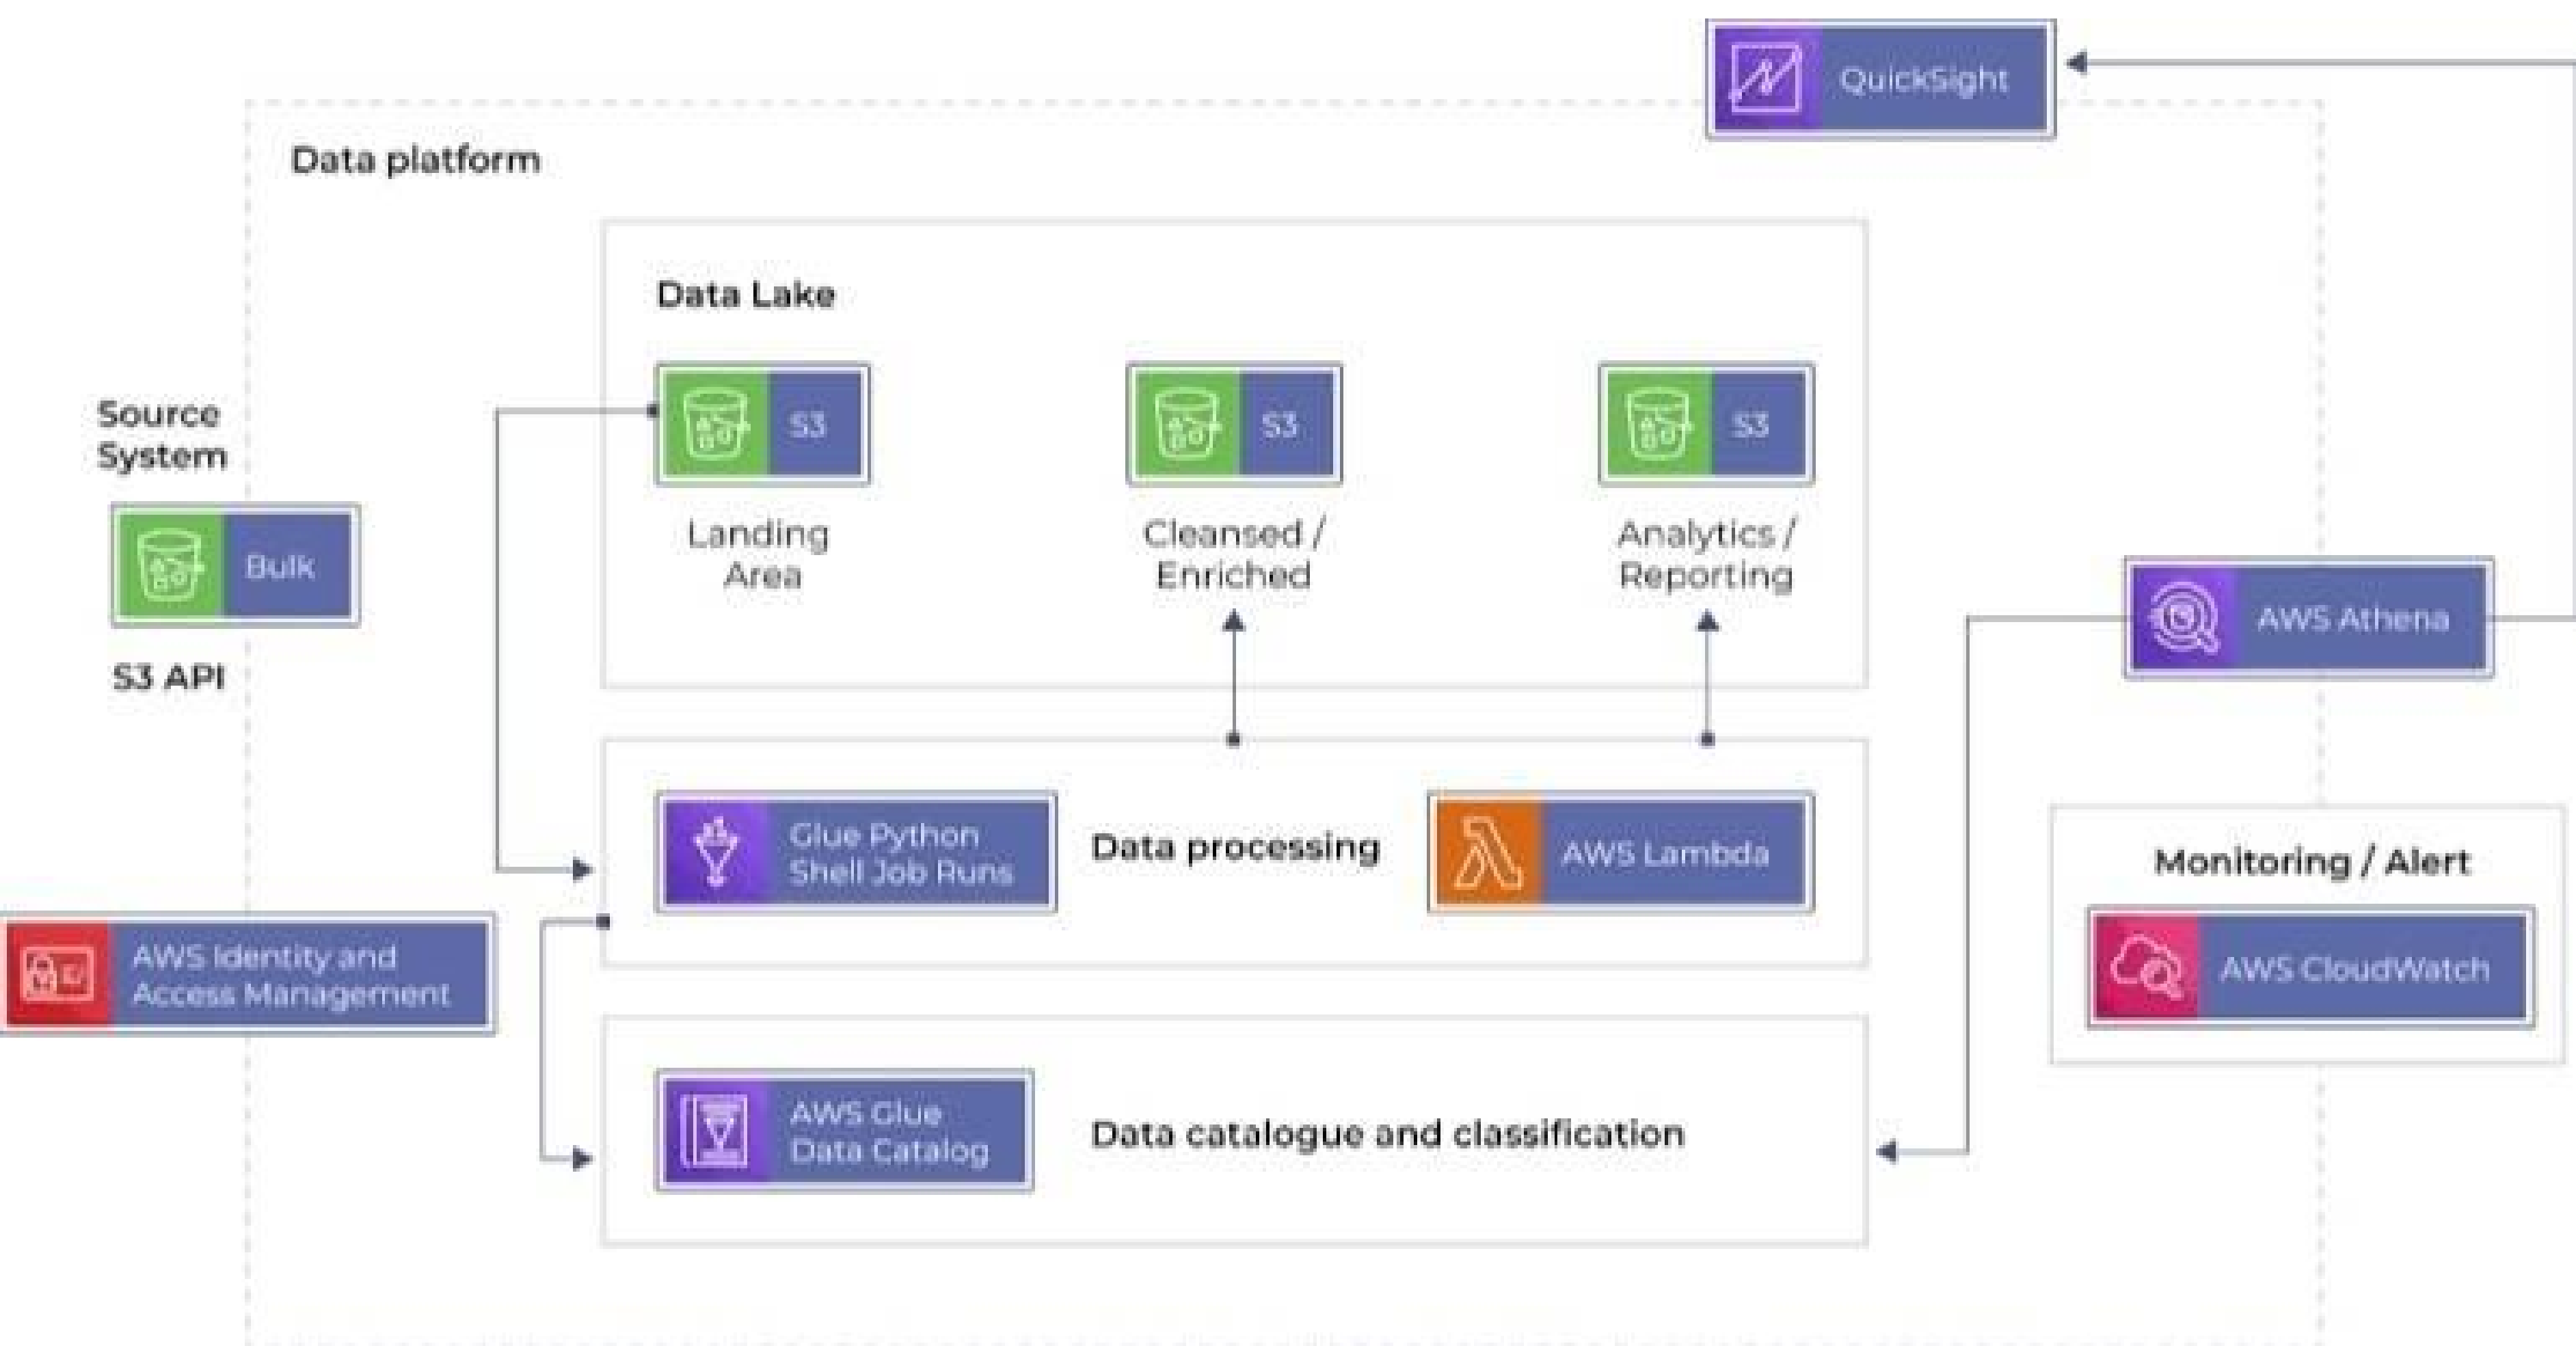 QuickSight
Data platform
Data Lake
Source
System
S3
S3
S3
Landing
Area
Cleansed /
Enriched
Analytics /
Reporting
Bulk
S3 API
AWS Athena
Glue Python
Shell Job Runs
Data processing
AWS Lambda
Monitoring / Alert
AWS CloudWatch
AWS Identity and
Access Management
AWS Glue
Data Catalog
Data catalogue and classification